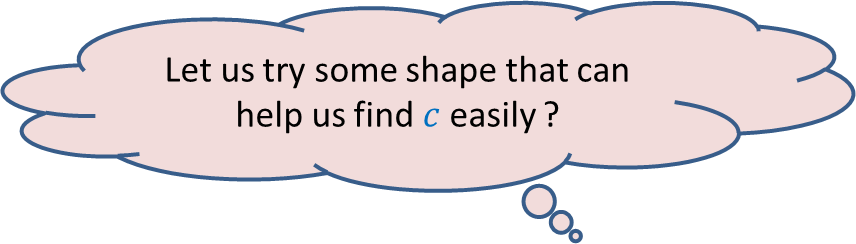 Let us try some shape that can
help us find c easily ?